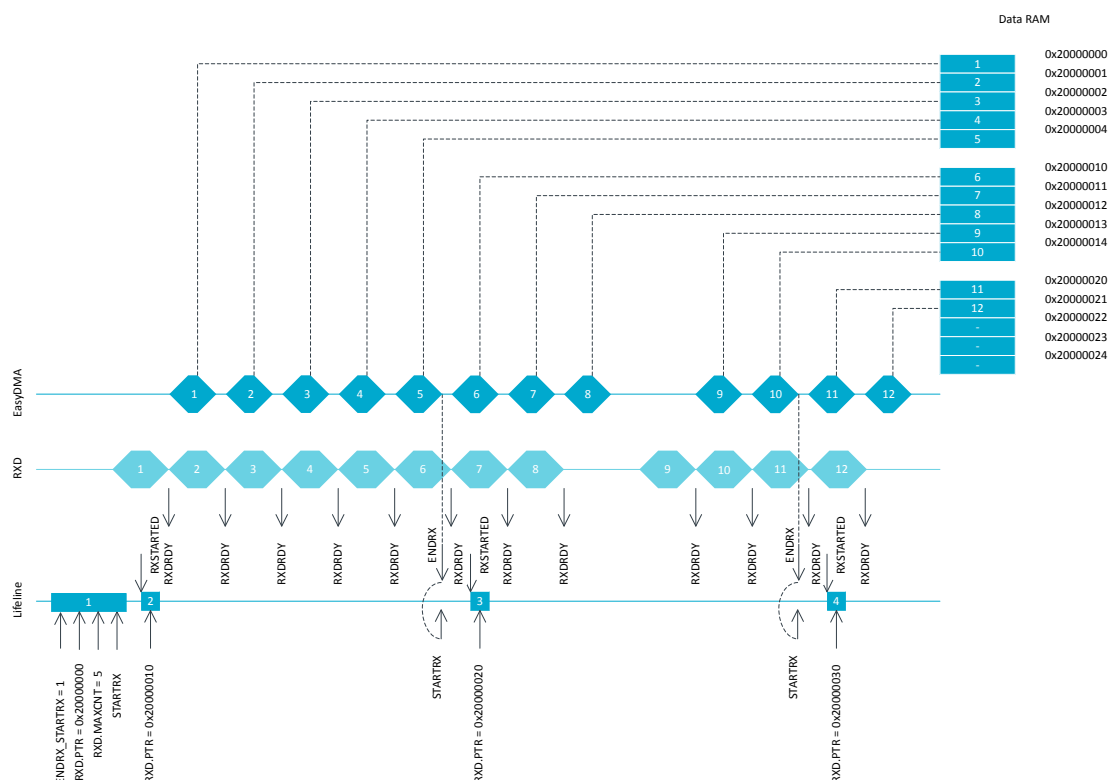 Data RAM
0x20000000
1
0x20000001
2
0x20000002
3
0x20000003
4
0x20000004
5
0x20000010
6
0x20000011
7
0x20000012
8
0x20000013
9
0x20000014
10
0x20000020
11
0x20000021
12
0x20000022
-
0x20000023
-
0x20000024
-
EasyDMA
1 2 3 4 5 6 7 8 9 10 11 12
RXD
1 2 3 4 5 6 7 8 9 10 11 12
RXSTARTED
RXDRDY
RXDRDY
RXDRDY
RXDRDY
RXDRDY
ENDRX
RXDRDY
RXSTARTED
RXDRDY
RXDRDY
RXDRDY
RXDRDY
ENDRX
RXDRDY
RXSTARTED
RXDRDY
Lifeline
1 2 3 4
ENDRX_STARTRX = 1
RXD.PTR = 0x20000000
RXD.MAXCNT = 5
STARTRX
RXD.PTR = 0x20000010
STARTRX
RXD.PTR = 0x20000020
STARTRX
RXD.PTR = 0x20000030